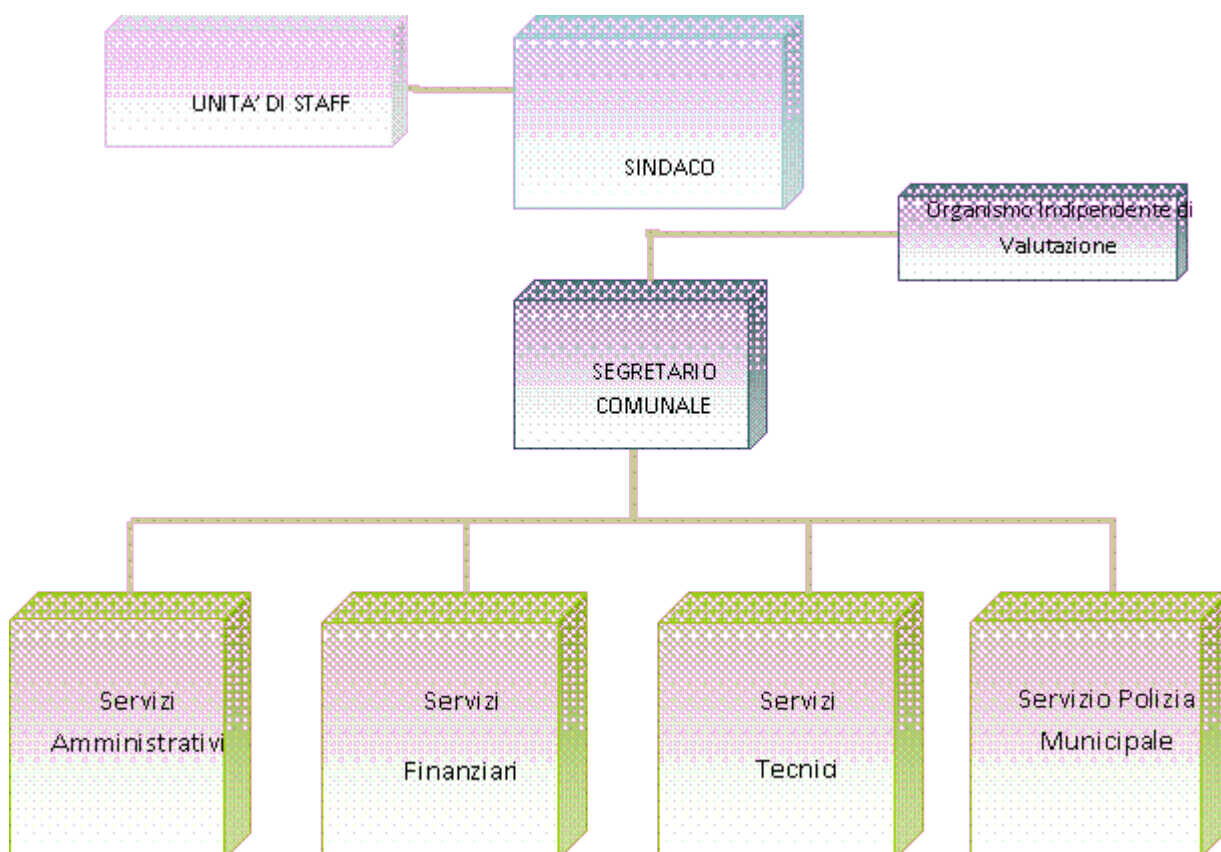 UNITA’ DI STAFF
SINDACO
Organismo Indipendente di
Valutazione
SEGRETARIO
COMUNALE
Servizi
Amministrativi
Servizi
Finanziari
Servizi
Tecnici
Servizio Polizia
Municipale